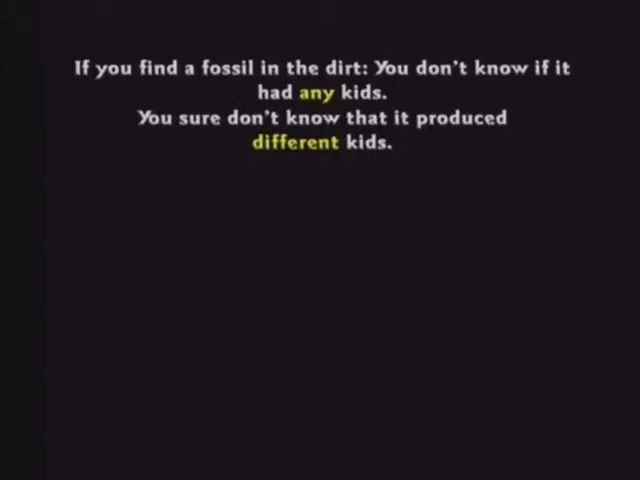 If you find a fossil in the dirt: You don't know if it
had any kids.
You sure don't know that it produced
different kids.